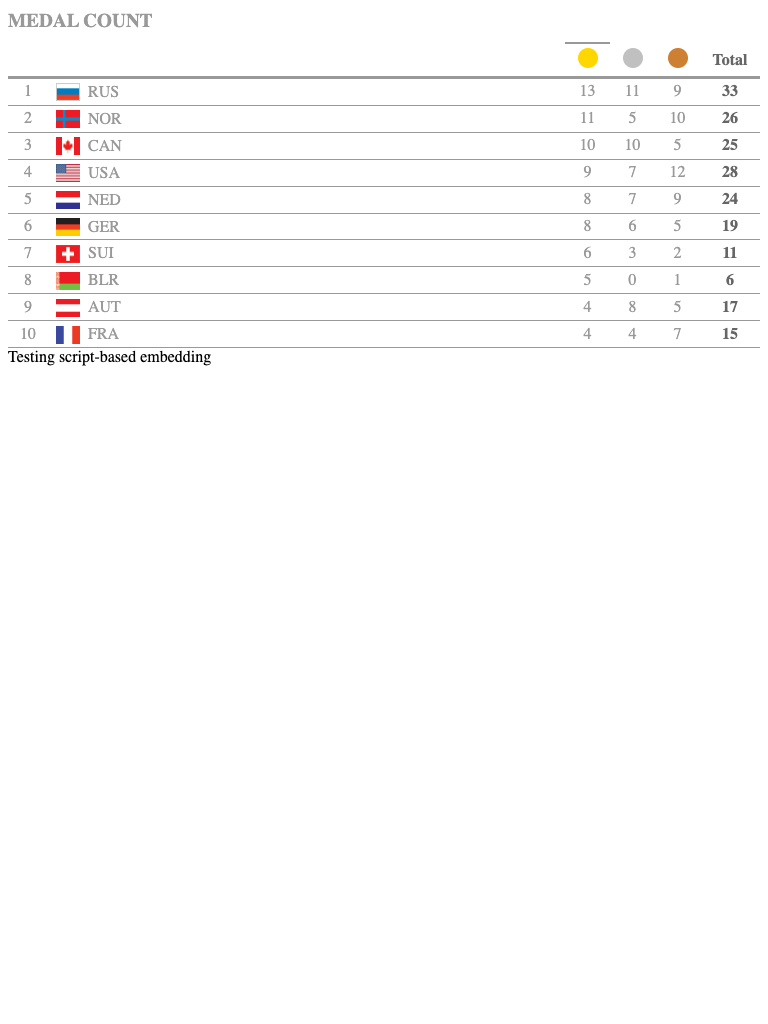 MEDAL COUNT
Total
1 RUS 13 11 9 33
2 NOR 11 5 10 26
3 CAN 10 10 5 25
4 USA 9 7 12 28
5 NED 8 7 9 24
6 GER 8 6 5 19
7 SUI 6 3 2 11
8 BLR 5 0 1 6
9 AUT 4 8 5 17
10 FRA 4 4 7 15
Testing script-based embedding